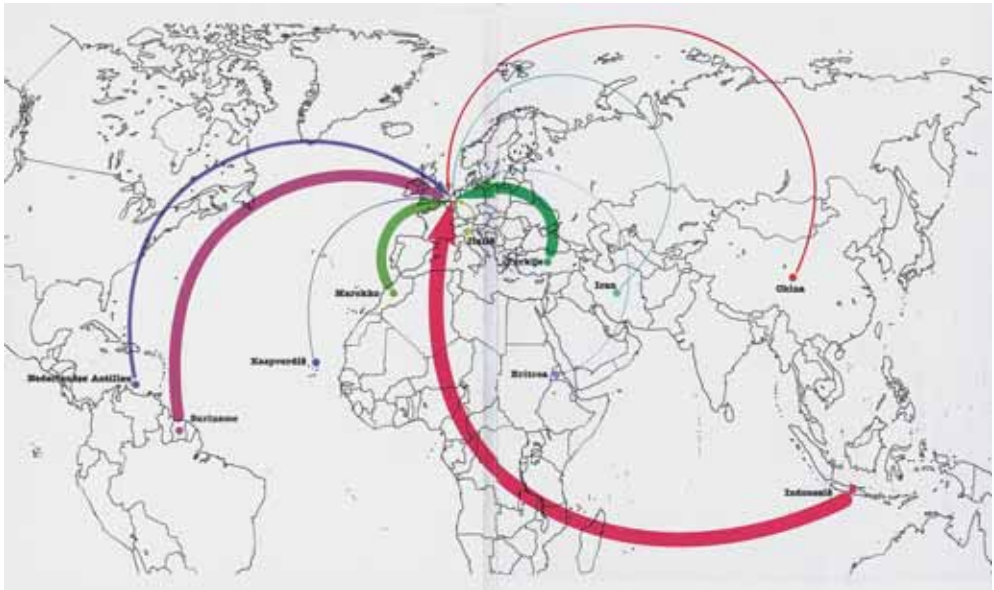 Italië
Turkije
Iran
China
Marokko
Kaapverdië
Nederlandse Antillen
Eritrea
Suriname
Indonesië